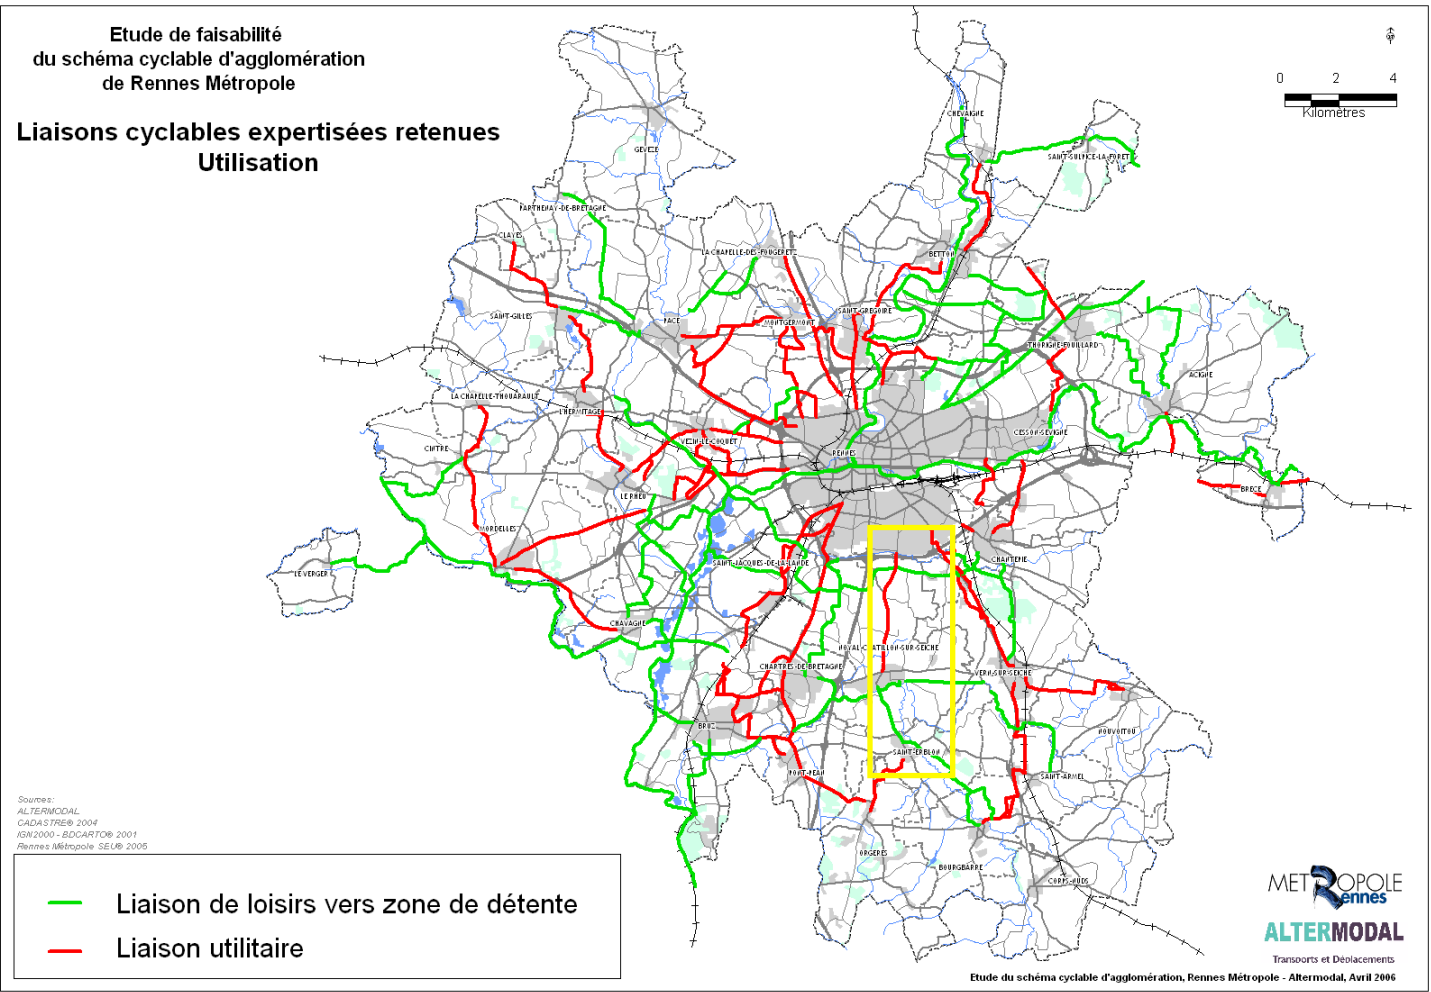 Etude de faisabilité
du schéma cyclable d'agglomération
de Rennes Métropole
Liaisons cyclables expertisées retenues
Utilisation
0 2 4
Kilomètres
CHEVAIGNE
SAINT-SULPICE-LA-FORET
GEVEZE
PARTHENAY-DE-BRETAGNE
CLAYES
LA CHAPELLE-DES-FOUGERETZ
BETTON
SAINT-GILLES
PACE
MONTGERMONT
SAINT-GREGOIRE
THORIGNE-FOUILLARD
ACIGNE
LA CHAPELLE-THOUARAULT
L'HERMITAGE
CINTRE
VEZIN-LE-COQUET
RENNES
CESSON-SEVIGNE
LE RHEU
BRECE
MORDELLES
LE VERGER
SAINT-JACQUES-DE-LA-LANDE
CHANTEPIE
CHAVAGNE
NOYAL-CHATILLON-SUR-SEICHE
CHARTRES-DE-BRETAGNE
VERN-SUR-SEICHE
BRUZ
NOUVOITOU
SAINT-ERBLON
PONT-PEAN
SAINT-ARMEL
ORGERES
BOURGBARRE
CORPS-NUDS
Sources:
ALTERMODAL
CADASTRE® 2004
IGN2000 - BDCARTO® 2001
Rennes Métropole SEU® 2005
Liaison de loisirs vers zone de détente
Liaison utilitaire
METROPOLE
Rennes
ALTERMODAL
Transports et Déplacements
Etude du schéma cyclable d'agglomération, Rennes Métropole - Altermodal, Avril 2006